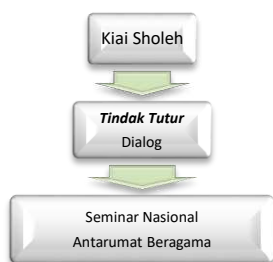 Kiai Sholeh
Tindak Tutur
Dialog
Seminar Nasional
Antarumat Beragama